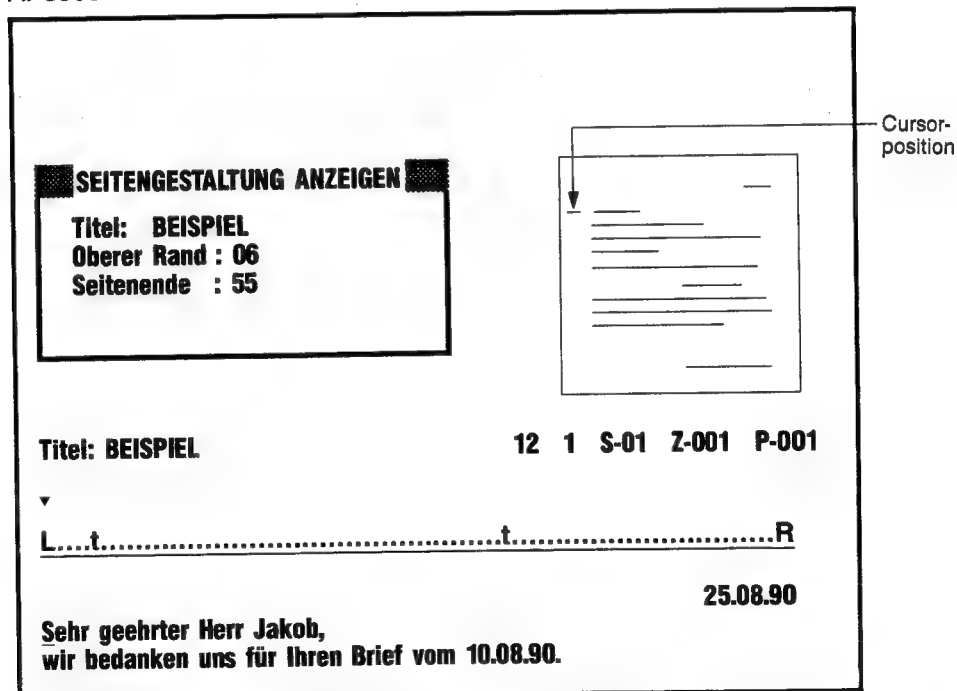 Cursor-
position
SEITENGESTALTUNG ANZEIGEN
Titel: BEISPIEL
Oberer Rand : 06
Seitenende : 55
Titel: BEISPIEL 12 1 S-01 Z-001 P-001
L....t..............................................t..............................R
25.08.90
Sehr geehrter Herr Jakob,
wir bedanken uns für Ihren Brief vom 10.08.90.